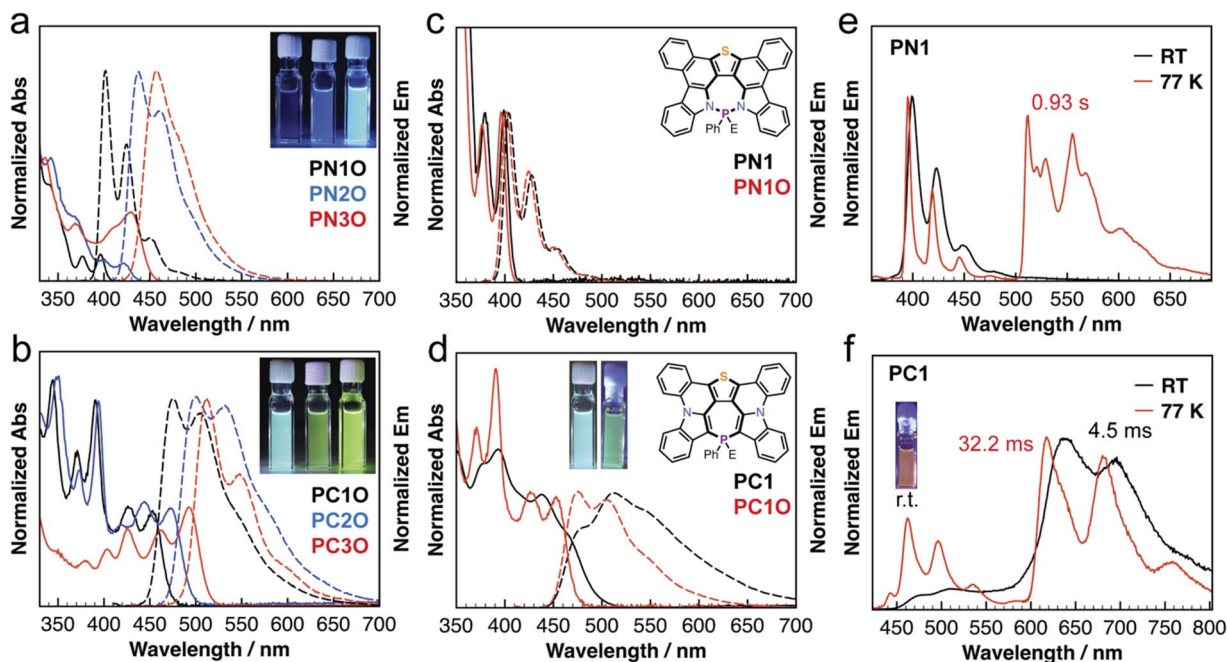 a
Normalized Abs
Normalized Em
PN1O
PN2O
PN3O
350 400 450 500 550 600 650 700
Wavelength / nm
c
Normalized Abs
Normalized Em
S
N P N
Ph E
PN1
PN1O
350 400 450 500 550 600 650 700
Wavelength / nm
e
Normalized Em
PN1
RT
77 K
0.93 s
400 450 500 550 600 650
Wavelength / nm
b
Normalized Abs
Normalized Em
PC1O
PC2O
PC3O
350 400 450 500 550 600 650 700
Wavelength / nm
d
Normalized Abs
Normalized Em
S
N N
P
Ph E
PC1
PC1O
350 400 450 500 550 600 650 700
Wavelength / nm
f
Normalized Em
PC1
RT
77 K
32.2 ms
4.5 ms
r.t.
450 500 550 600 650 700 750 800
Wavelength / nm